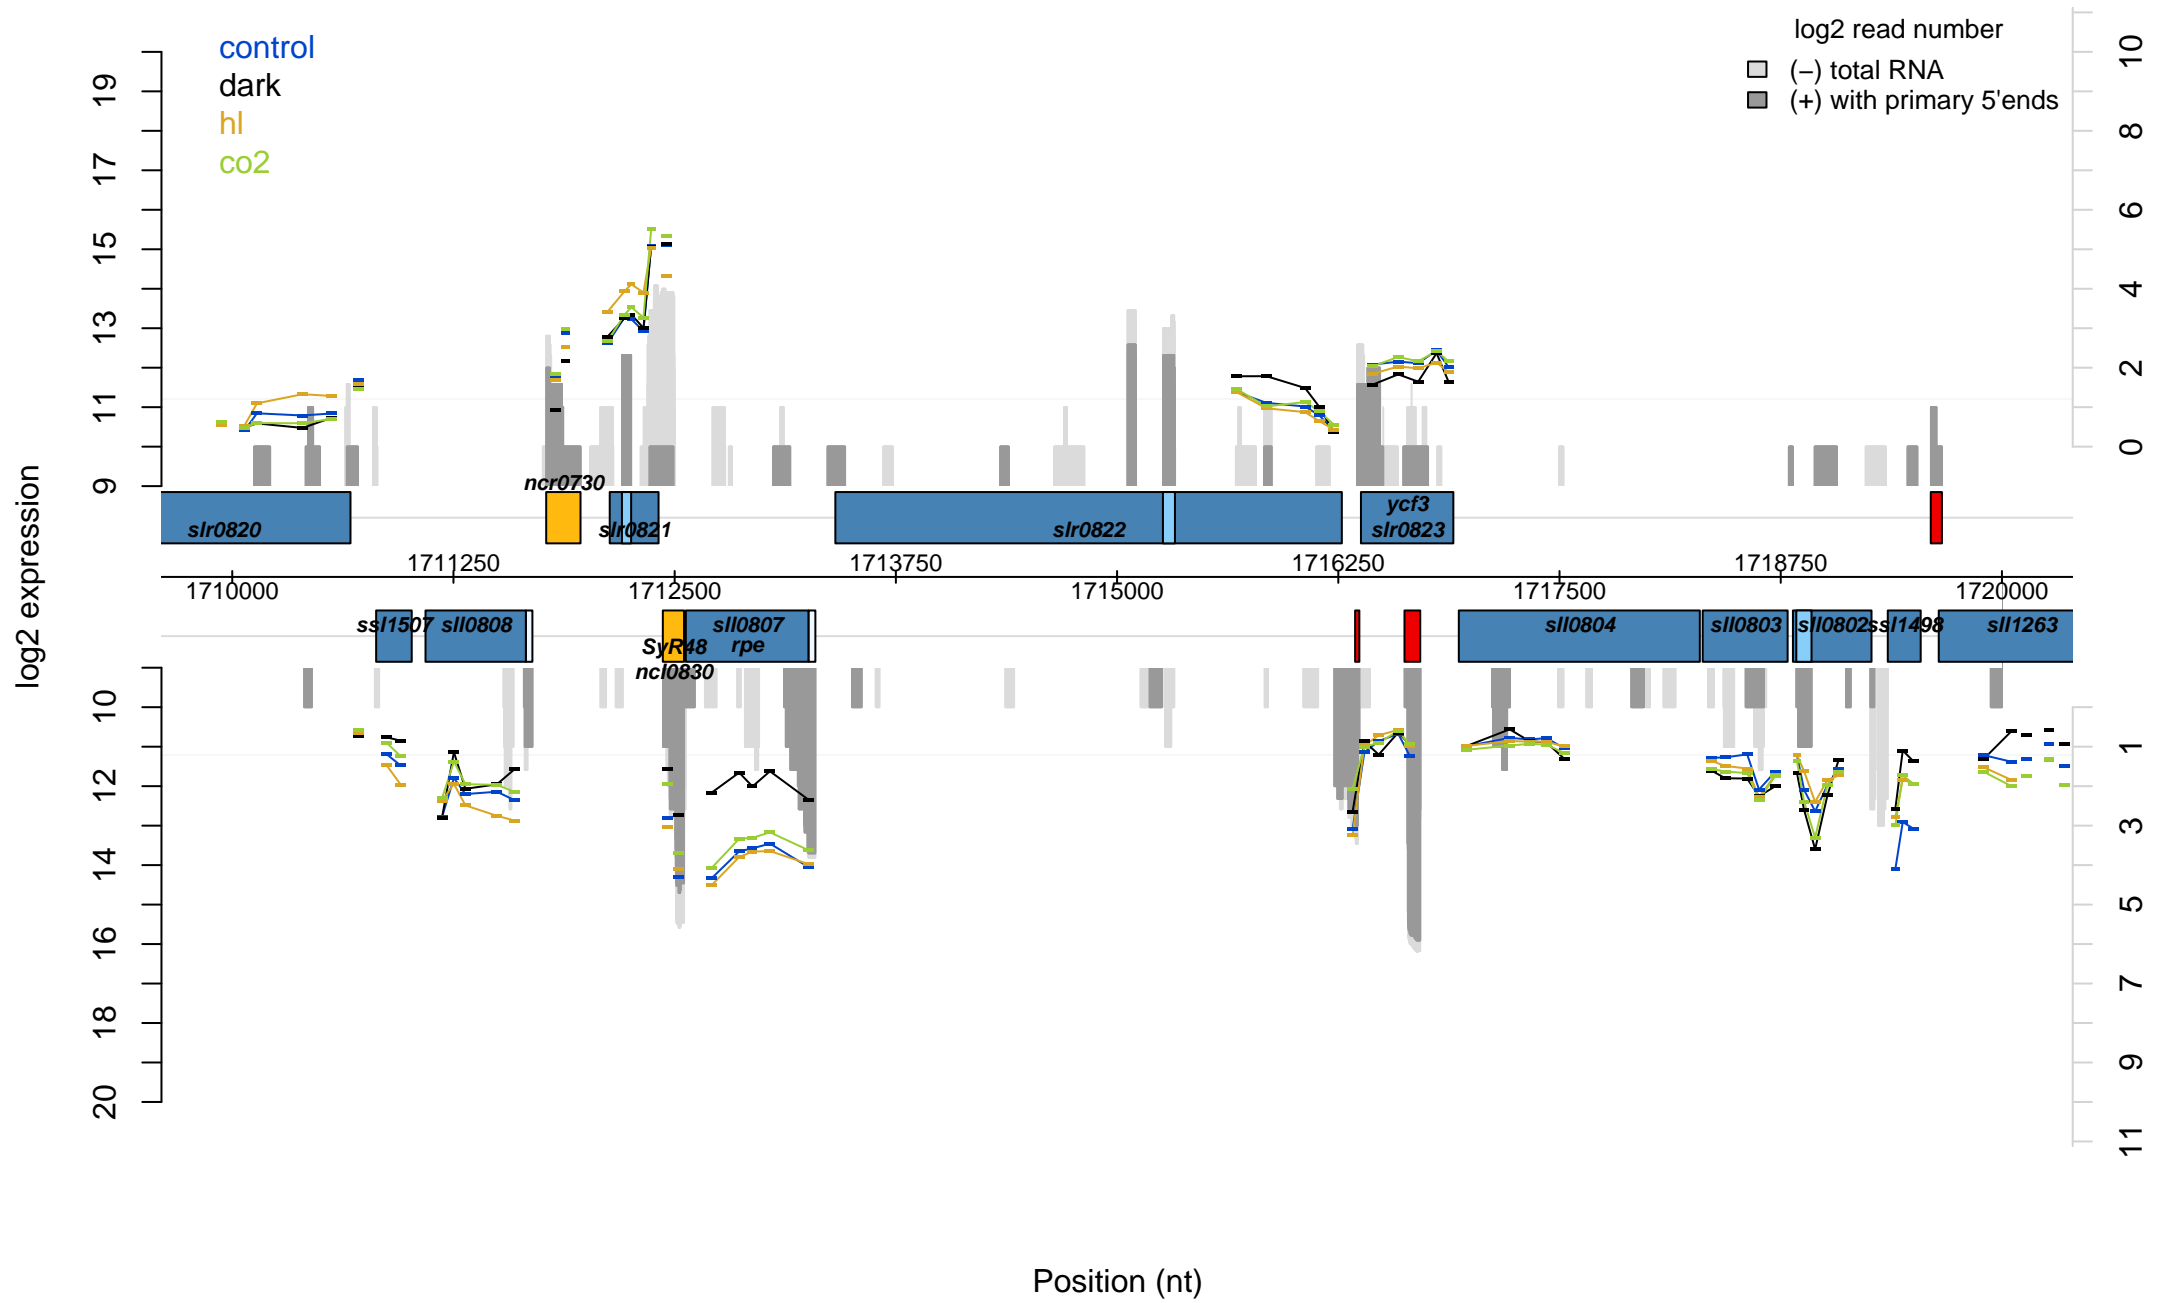 control
dark
hl
co2
log2 read number
(−) total RNA
(+) with primary 5'ends
19
17
15
13
11
9
10
8
6
4
2
0
log2 expression
ncr0730
slr0820
slr0821
slr0822
ycf3
slr0823
1711250
1713750
1716250
1718750
1710000
1712500
1715000
1717500
1720000
ssl1507
sll0808
SyR48
ncl0830
sll0807
rpe
sll0804
sll0803
sll0802
ssl1498
sll1263
10
12
14
16
18
20
1
3
5
7
9
11
Position (nt)